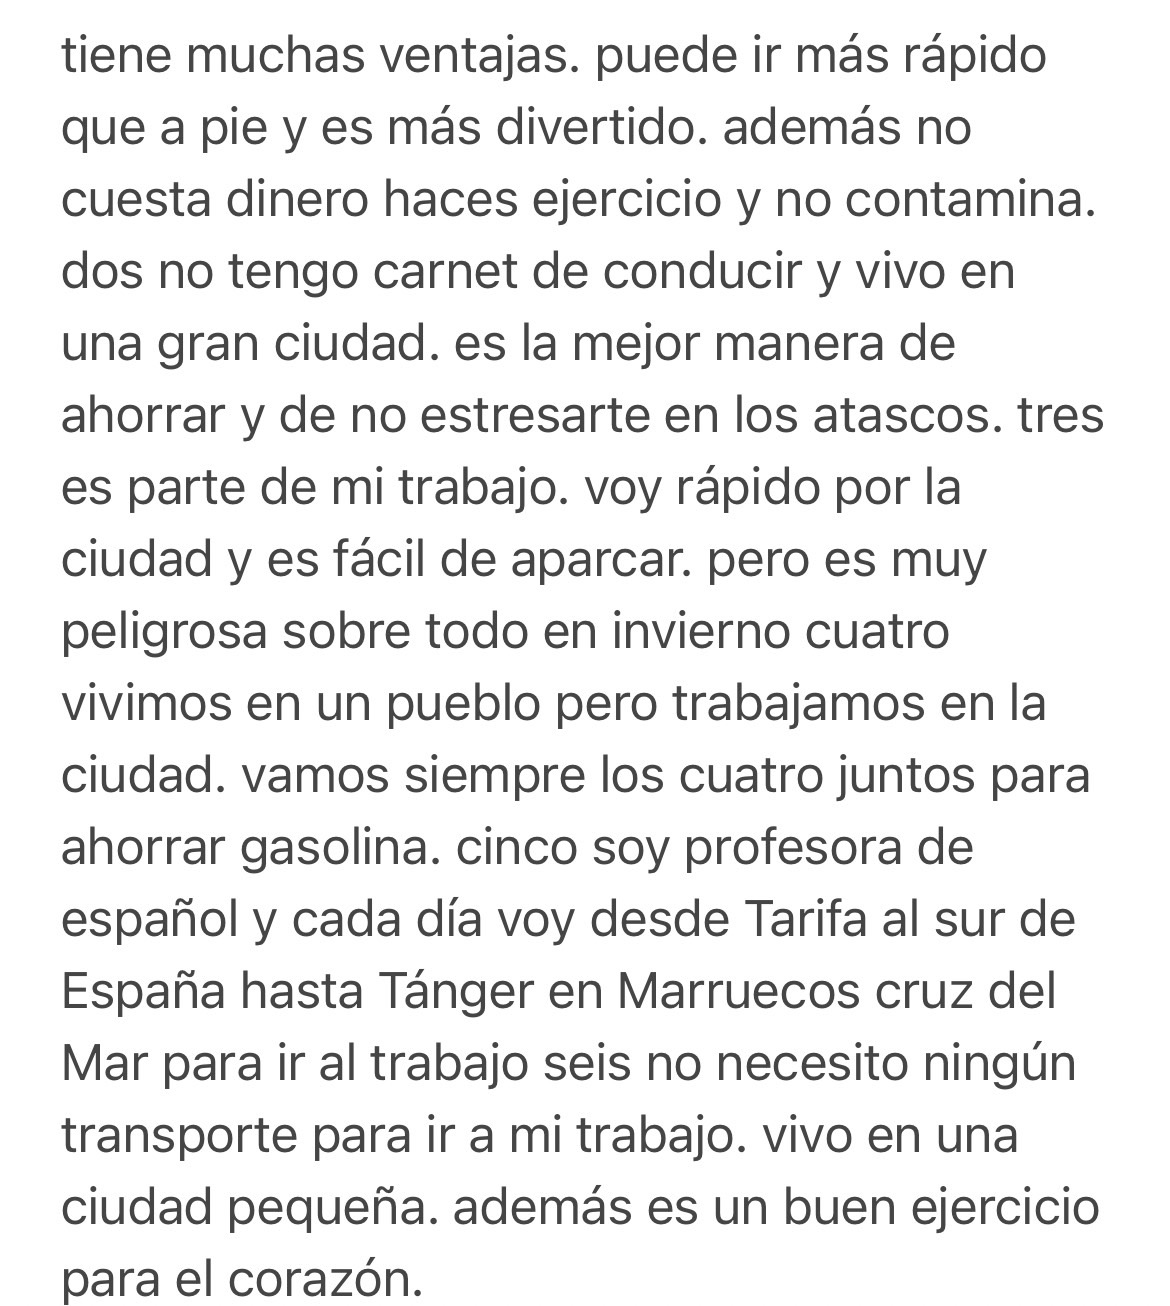 tiene muchas ventajas. puede ir más rápido
que a pie y es más divertido. además no
cuesta dinero haces ejercicio y no contamina.
dos no tengo carnet de conducir y vivo en
una gran ciudad. es la mejor manera de
ahorrar y de no estresarte en los atascos. tres
es parte de mi trabajo. voy rápido por la
ciudad y es fácil de aparcar. pero es muy
peligrosa sobre todo en invierno cuatro
vivimos en un pueblo pero trabajamos en la
ciudad. vamos siempre los cuatro juntos para
ahorrar gasolina. cinco soy profesora de
español y cada día voy desde Tarifa al sur de
España hasta Tánger en Marruecos cruz del
Mar para ir al trabajo seis no necesito ningún
transporte para ir a mi trabajo. vivo en una
ciudad pequeña. además es un buen ejercicio
para el corazón.